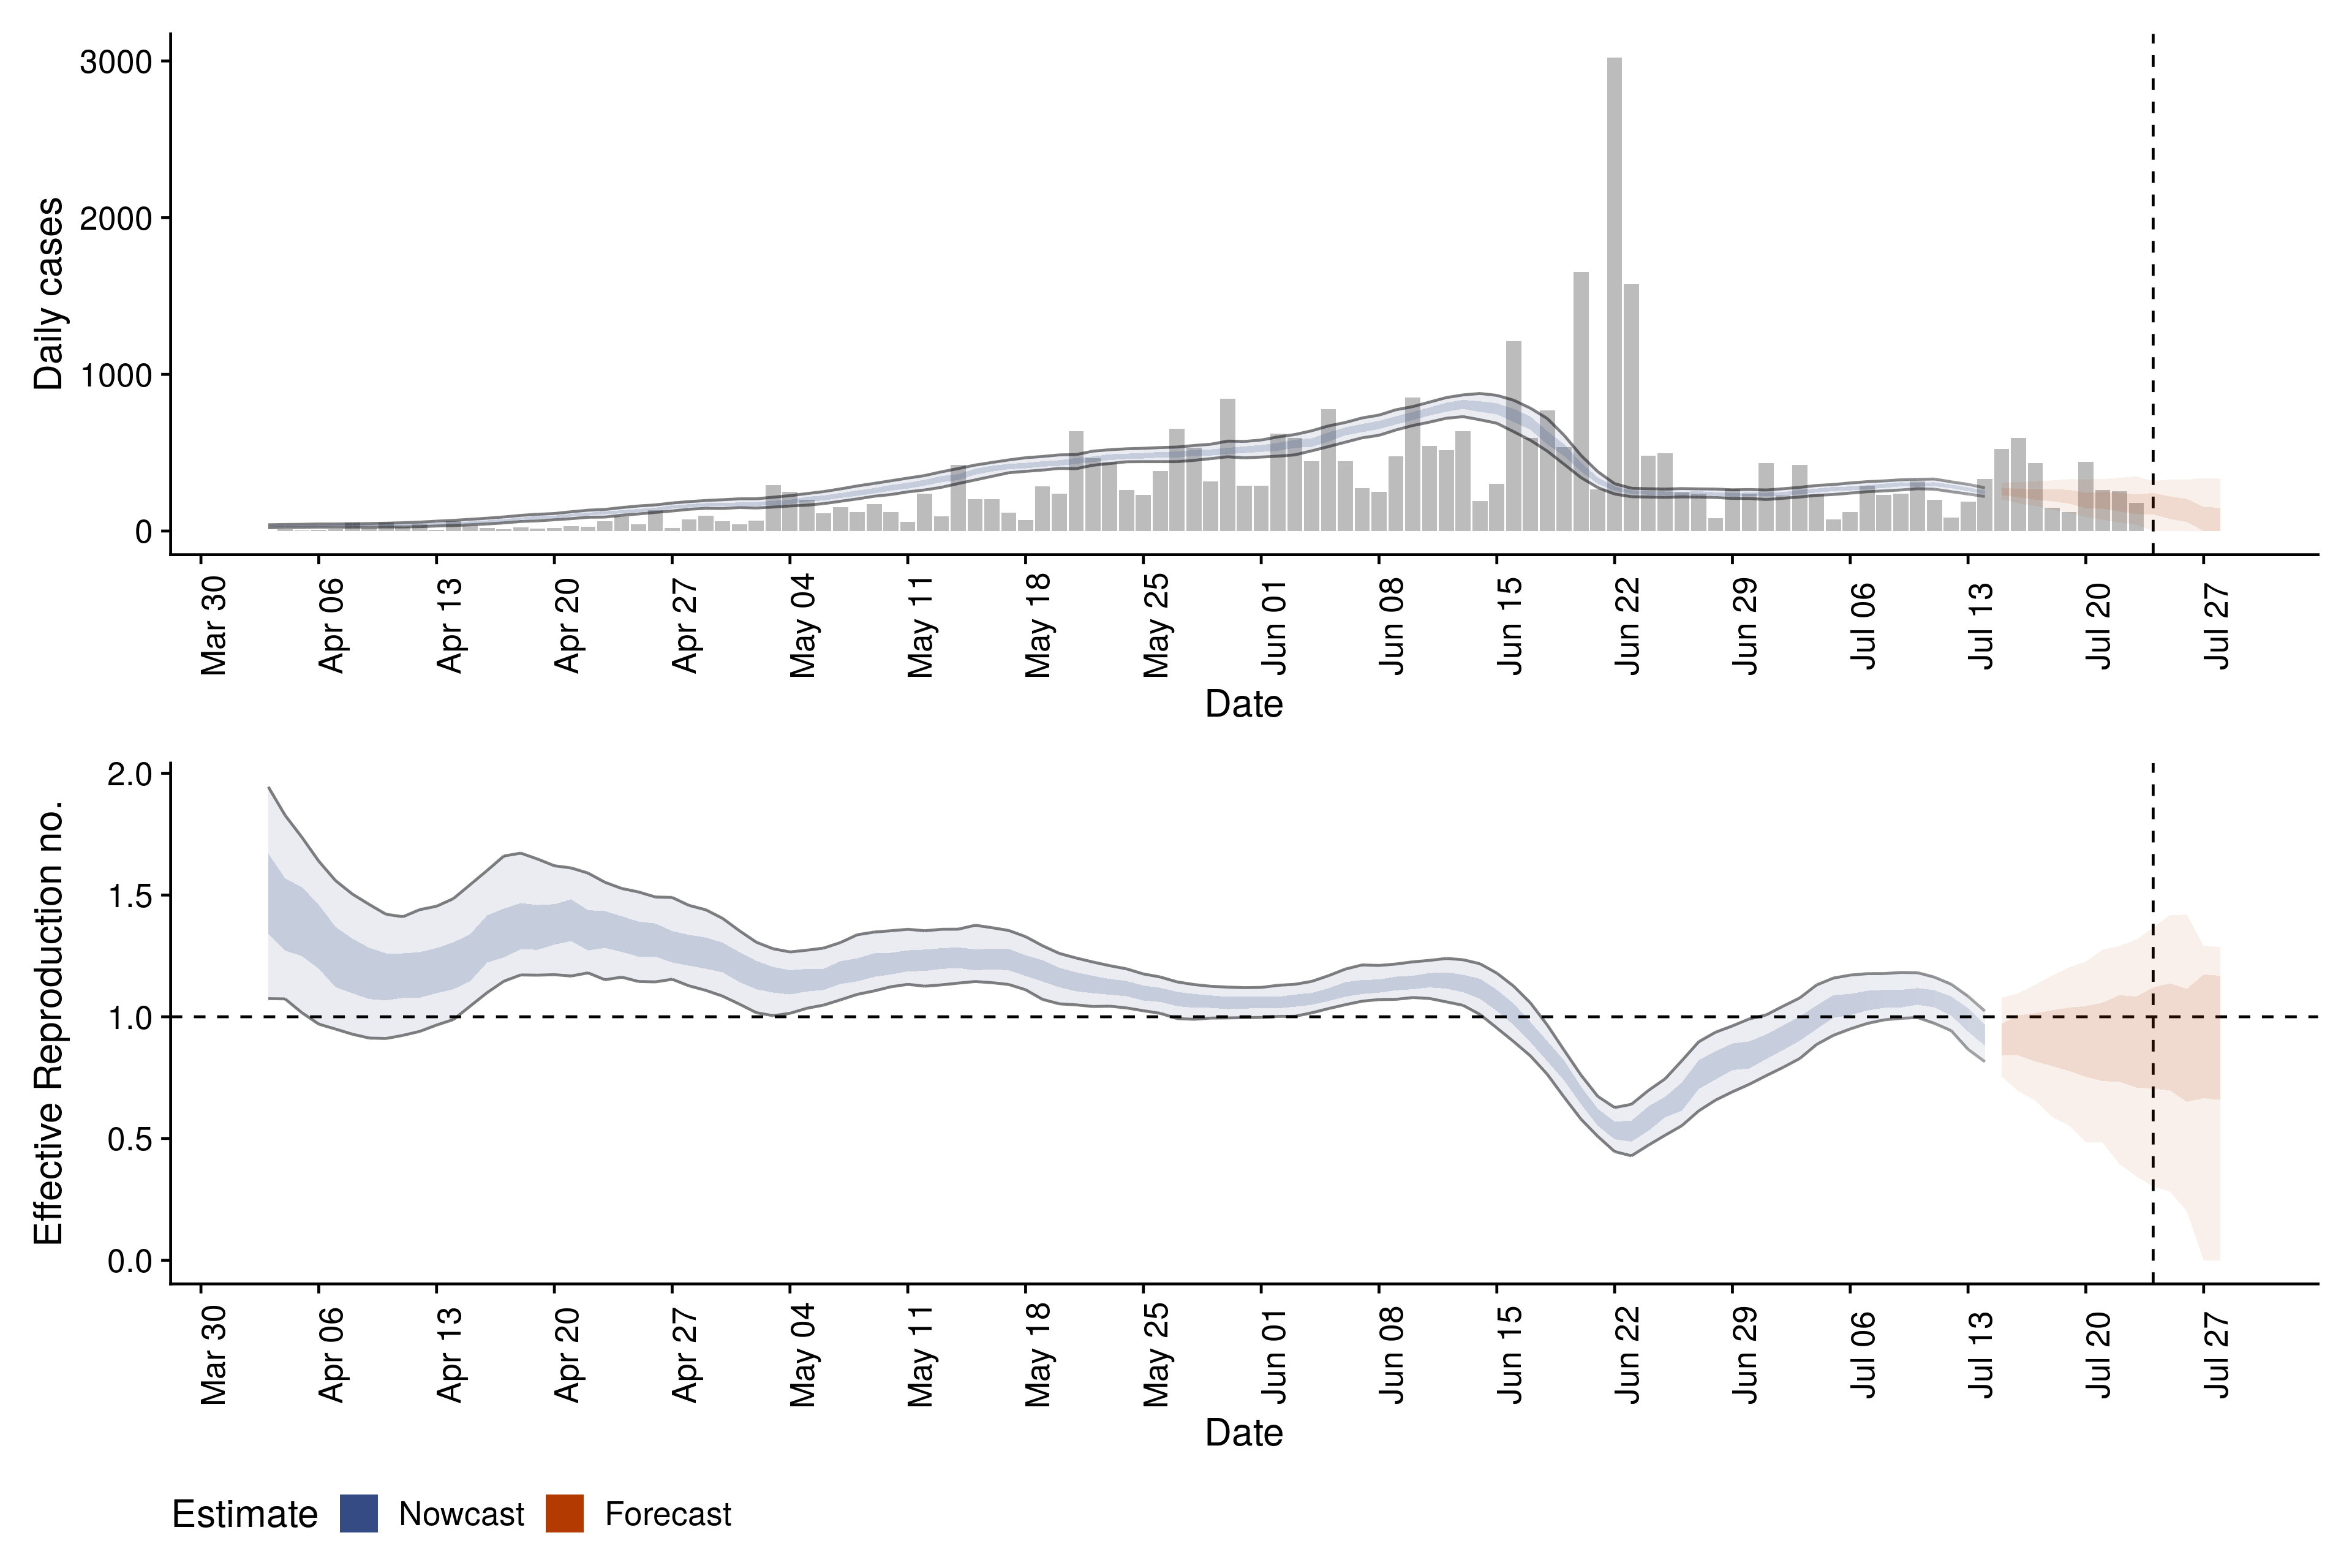 Daily cases
3000
2000
1000
0
Mar 30
Apr 06
Apr 13
Apr 20
Apr 27
May 04
May 11
May 18
May 25
Jun 01
Jun 08
Jun 15
Jun 22
Jun 29
Jul 06
Jul 13
Jul 20
Jul 27
Date
Effective Reproduction no.
2.0
1.5
1.0
0.5
0.0
Mar 30
Apr 06
Apr 13
Apr 20
Apr 27
May 04
May 11
May 18
May 25
Jun 01
Jun 08
Jun 15
Jun 22
Jun 29
Jul 06
Jul 13
Jul 20
Jul 27
Date
Estimate Nowcast Forecast